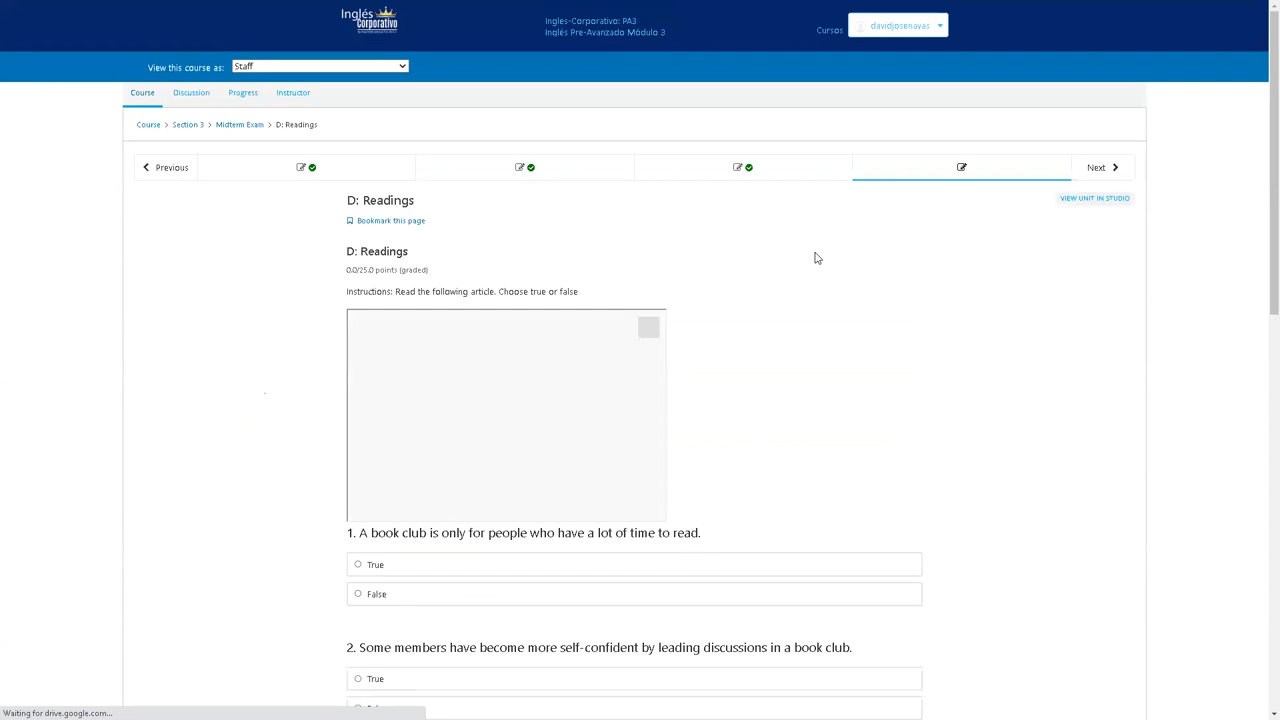 Inglés
Corporativo
Ingles-Corporativo: PA3
Inglés Pre-Avanzado Módulo 3
Cursos
davidjosenavas
View this course as:
Staff
Course
Discussion
Progress
Instructor
Course > Section 3 > Midterm Exam > D: Readings
Previous
Next
D: Readings
VIEW UNIT IN STUDIO
Bookmark this page
D: Readings
0.0/25.0 points (graded)
Instructions: Read the following article. Choose true or false
1. A book club is only for people who have a lot of time to read.
True
False
2. Some members have become more self-confident by leading discussions in a book club.
True
Waiting for drive.google.com...